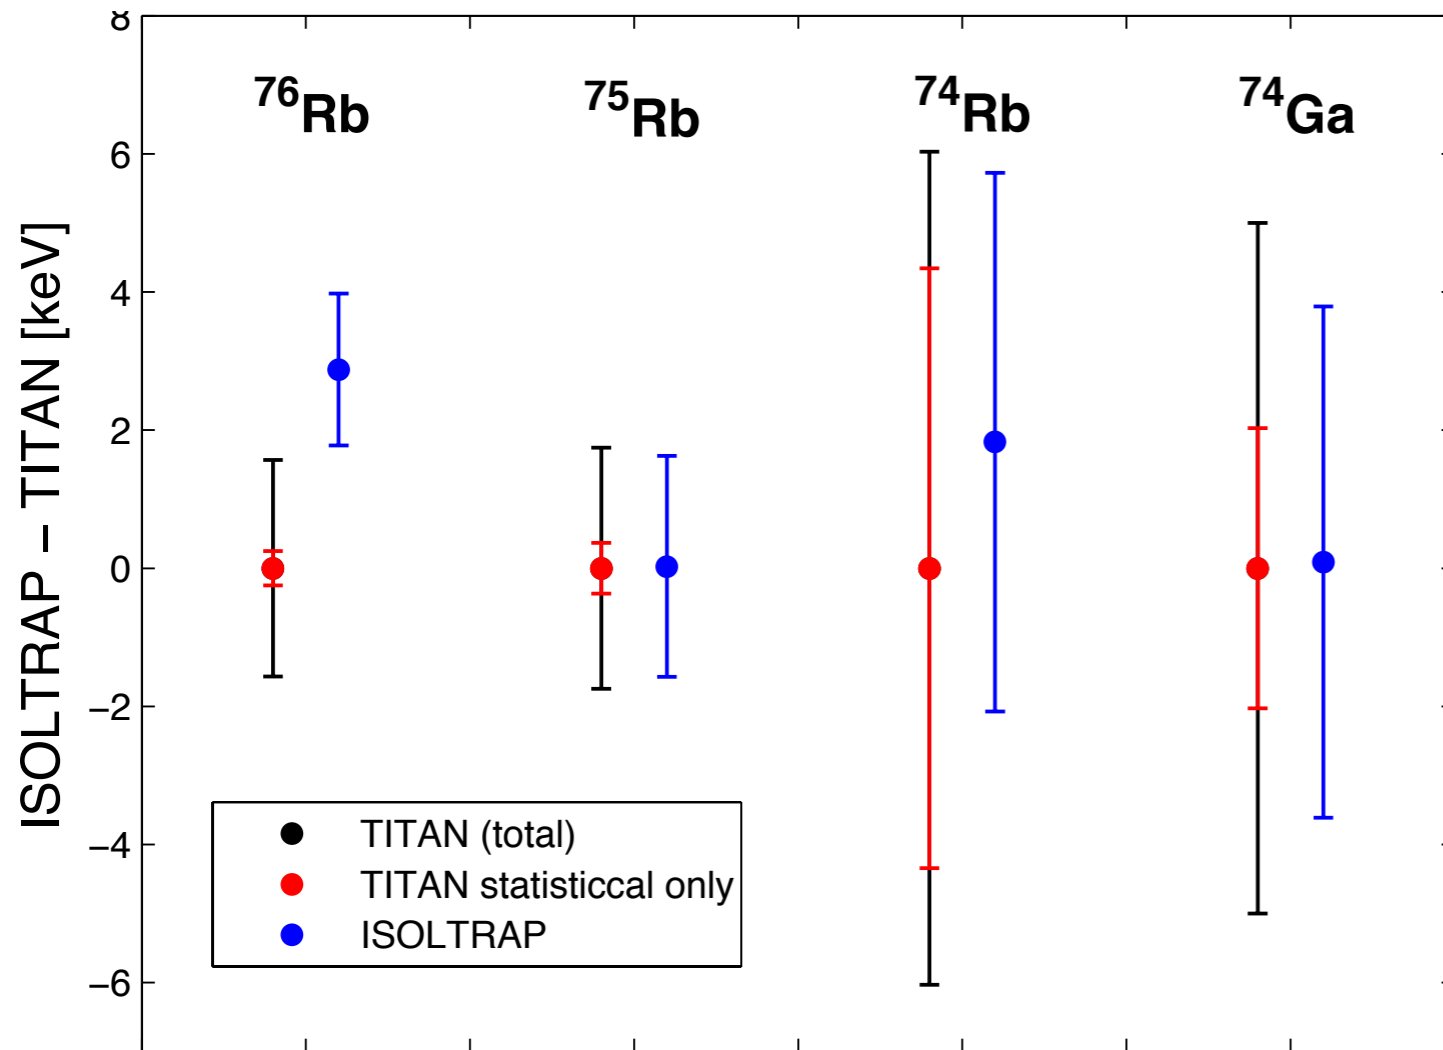 8
⁷⁶Rb
⁷⁵Rb
⁷⁴Rb
⁷⁴Ga
6
4
2
0
−2
−4
−6
ISOLTRAP − TITAN [keV]
TITAN (total)
TITAN statisticcal only
ISOLTRAP